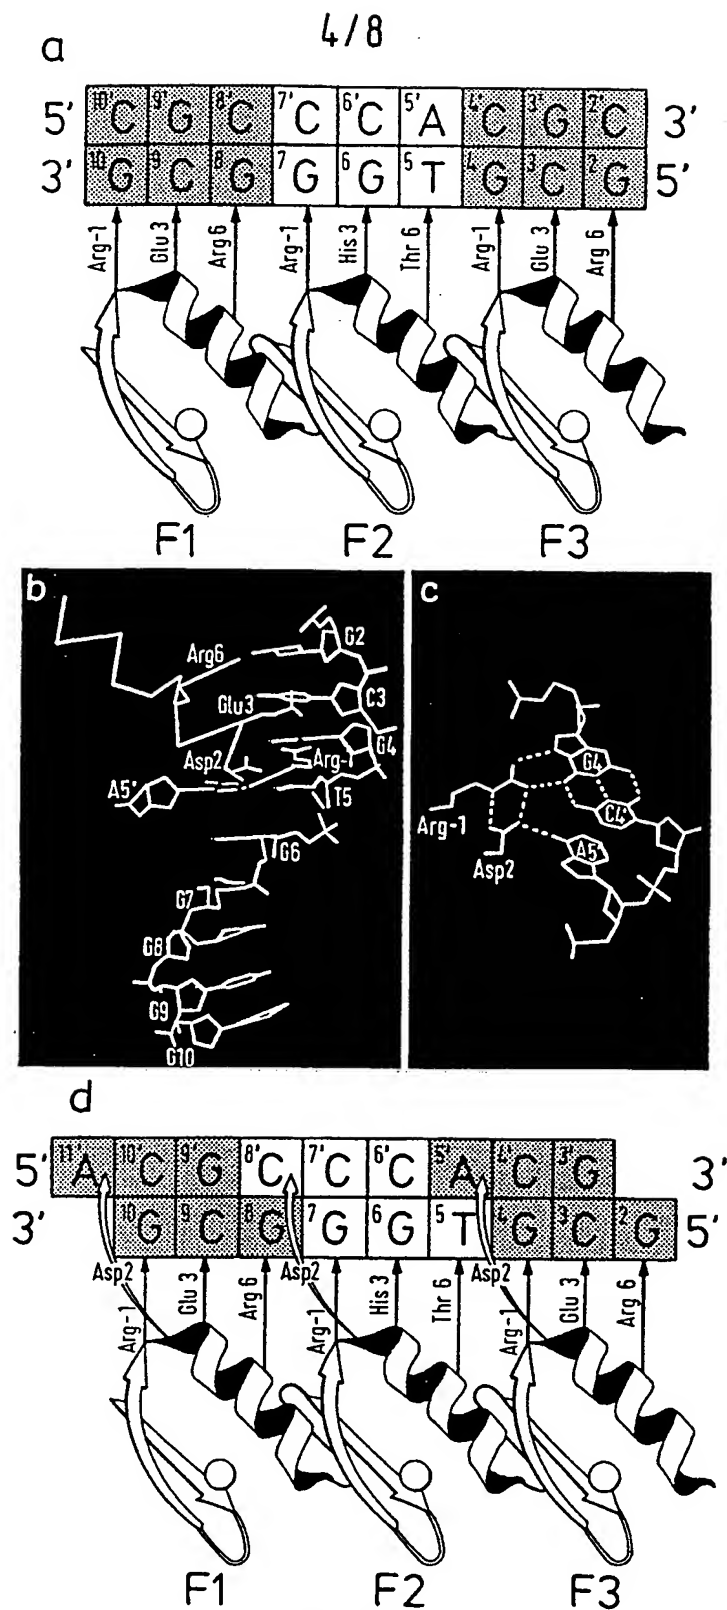 4/8
a
5' 10'C 9'G 8'C 7'C 6'C 5'A 4'C 3'G 2'C 3'
3' 10G 9C 8G 7G 6G 5T 4G 3C 2G 5'
Arg-1 Glu 3 Arg 6 Arg-1 His 3 Thr 6 Arg-1 Glu 3 Arg 6
F1 F2 F3
b
Arg6
G2
Glu3
C3
Asp2
Arg-1
G4
A5'
T5
G6
G7
G8
G9
G10
c
G4
C4'
Arg-1
Asp2
A5'
d
5' 11'A 10'C 9'G 8'C 7'C 6'C 5'A 4'C 3'G 3'
3' 10G 9C 8G 7G 6G 5T 4G 3C 2G 5'
Asp2 Asp2 Asp2
Arg-1 Glu 3 Arg 6 Arg-1 His 3 Thr 6 Arg-1 Glu 3 Arg 6
F1 F2 F3